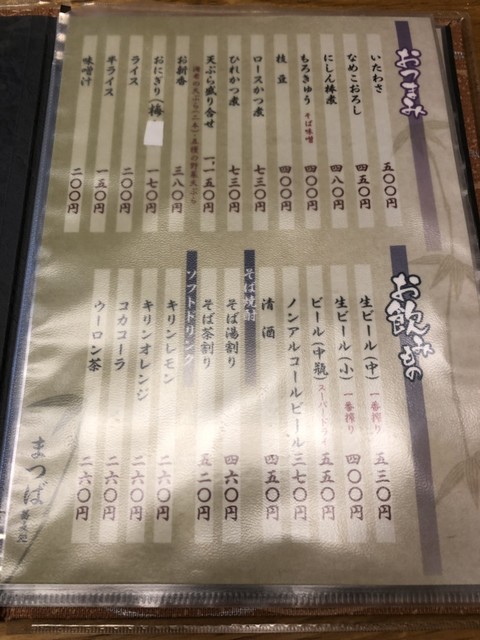 おつまみ
いたわさ 五〇〇円
なめこおろし 四五〇円
にしん棒煮 四八〇円
もろきゅう そば味噌 四〇〇円
枝豆 四〇〇円
ロースかつ煮 七三〇円
ひれかつ煮 七三〇円
天ぷら盛り合せ 一、一五〇円
お新香 三八〇円
おにぎり（梅 一七〇円
ライス 二〇〇円
半ライス 一五〇円
味噌汁 二〇〇円
お飲みもの
生ビール（中） 一番搾り 五三〇円
生ビール（小） 一番搾り 四〇〇円
ビール（中瓶） スーパードライ 五五〇円
ノンアルコールビール 三七〇円
清酒 四五〇円
そば焼酎
そば湯割り 四六〇円
そば茶割り 五二〇円
ソフトドリンク
キリンレモン 二六〇円
キリンオレンジ 二六〇円
コカコーラ 二六〇円
ウーロン茶 二六〇円
まつば